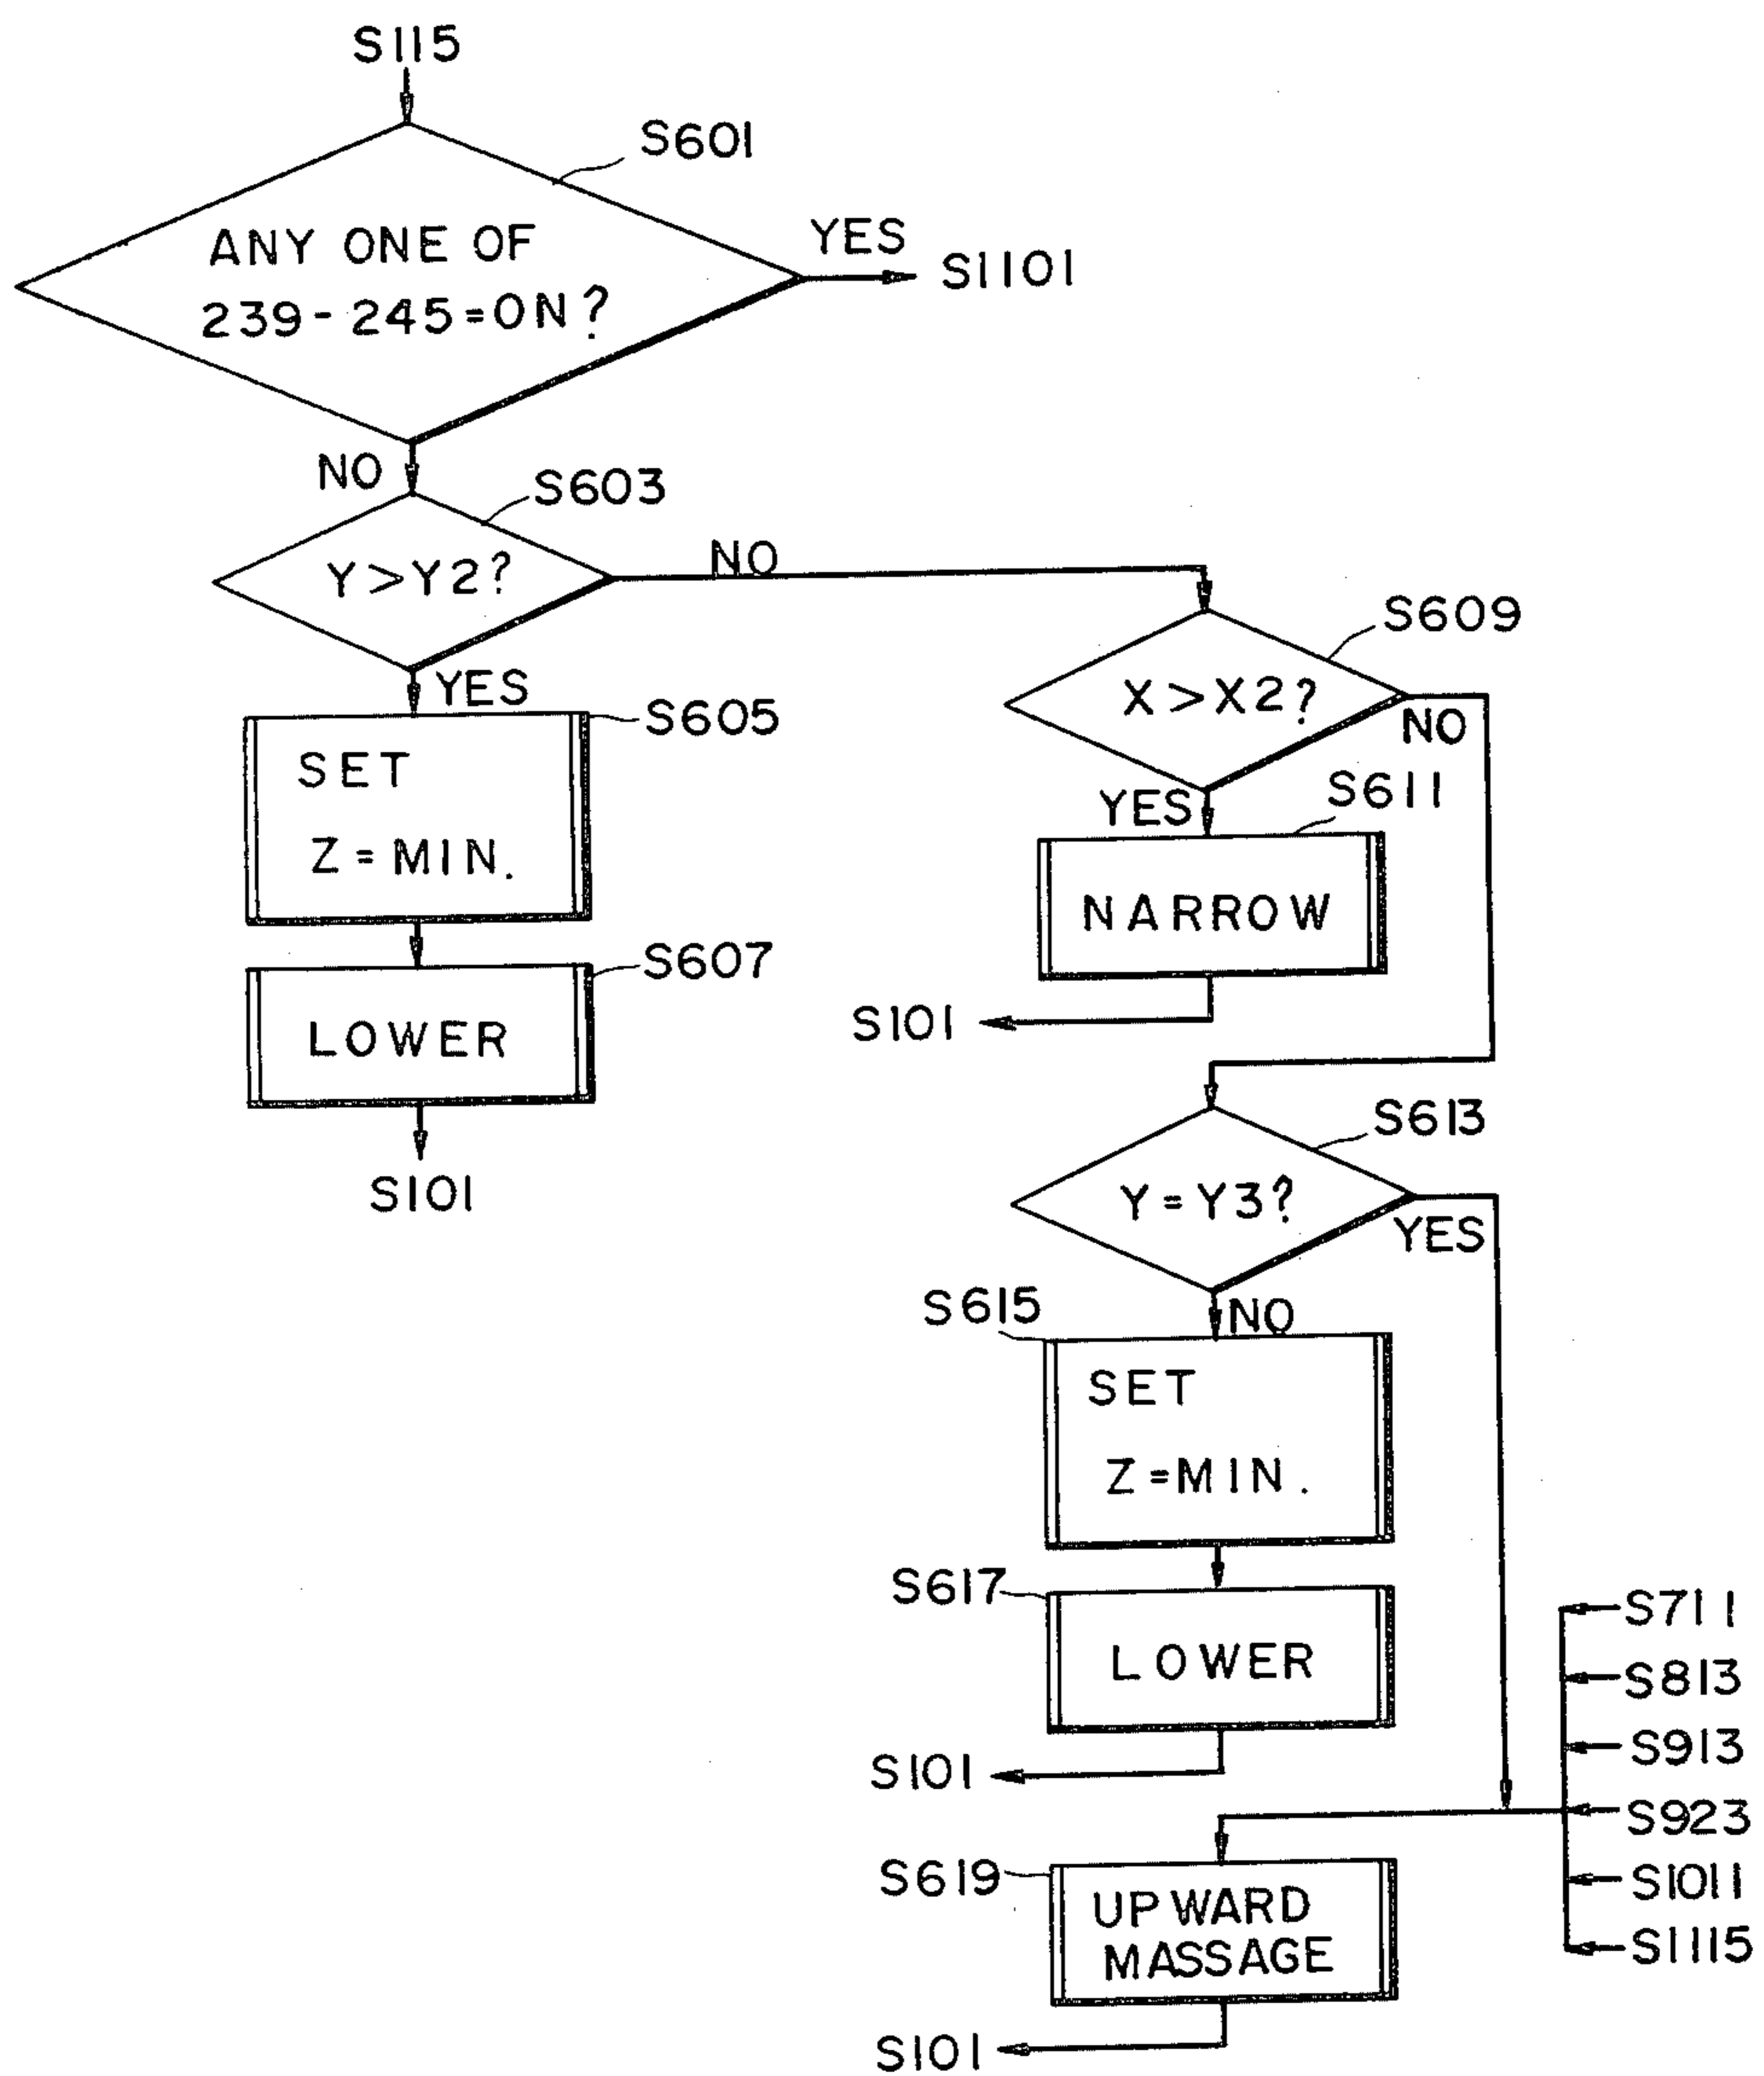 S115
S601
ANY ONE OF
239-245=ON?
YES
S1101
NO
S603
Y>Y2?
NO
YES
S605
SET
Z=MIN.
S607
LOWER
S101
S609
X>X2?
NO
YES
S611
NARROW
S101
S613
Y=Y3?
YES
NO
S615
SET
Z=MIN.
S617
LOWER
S101
S711
S813
S913
S923
S1011
S1115
S619
UPWARD
MASSAGE
S101